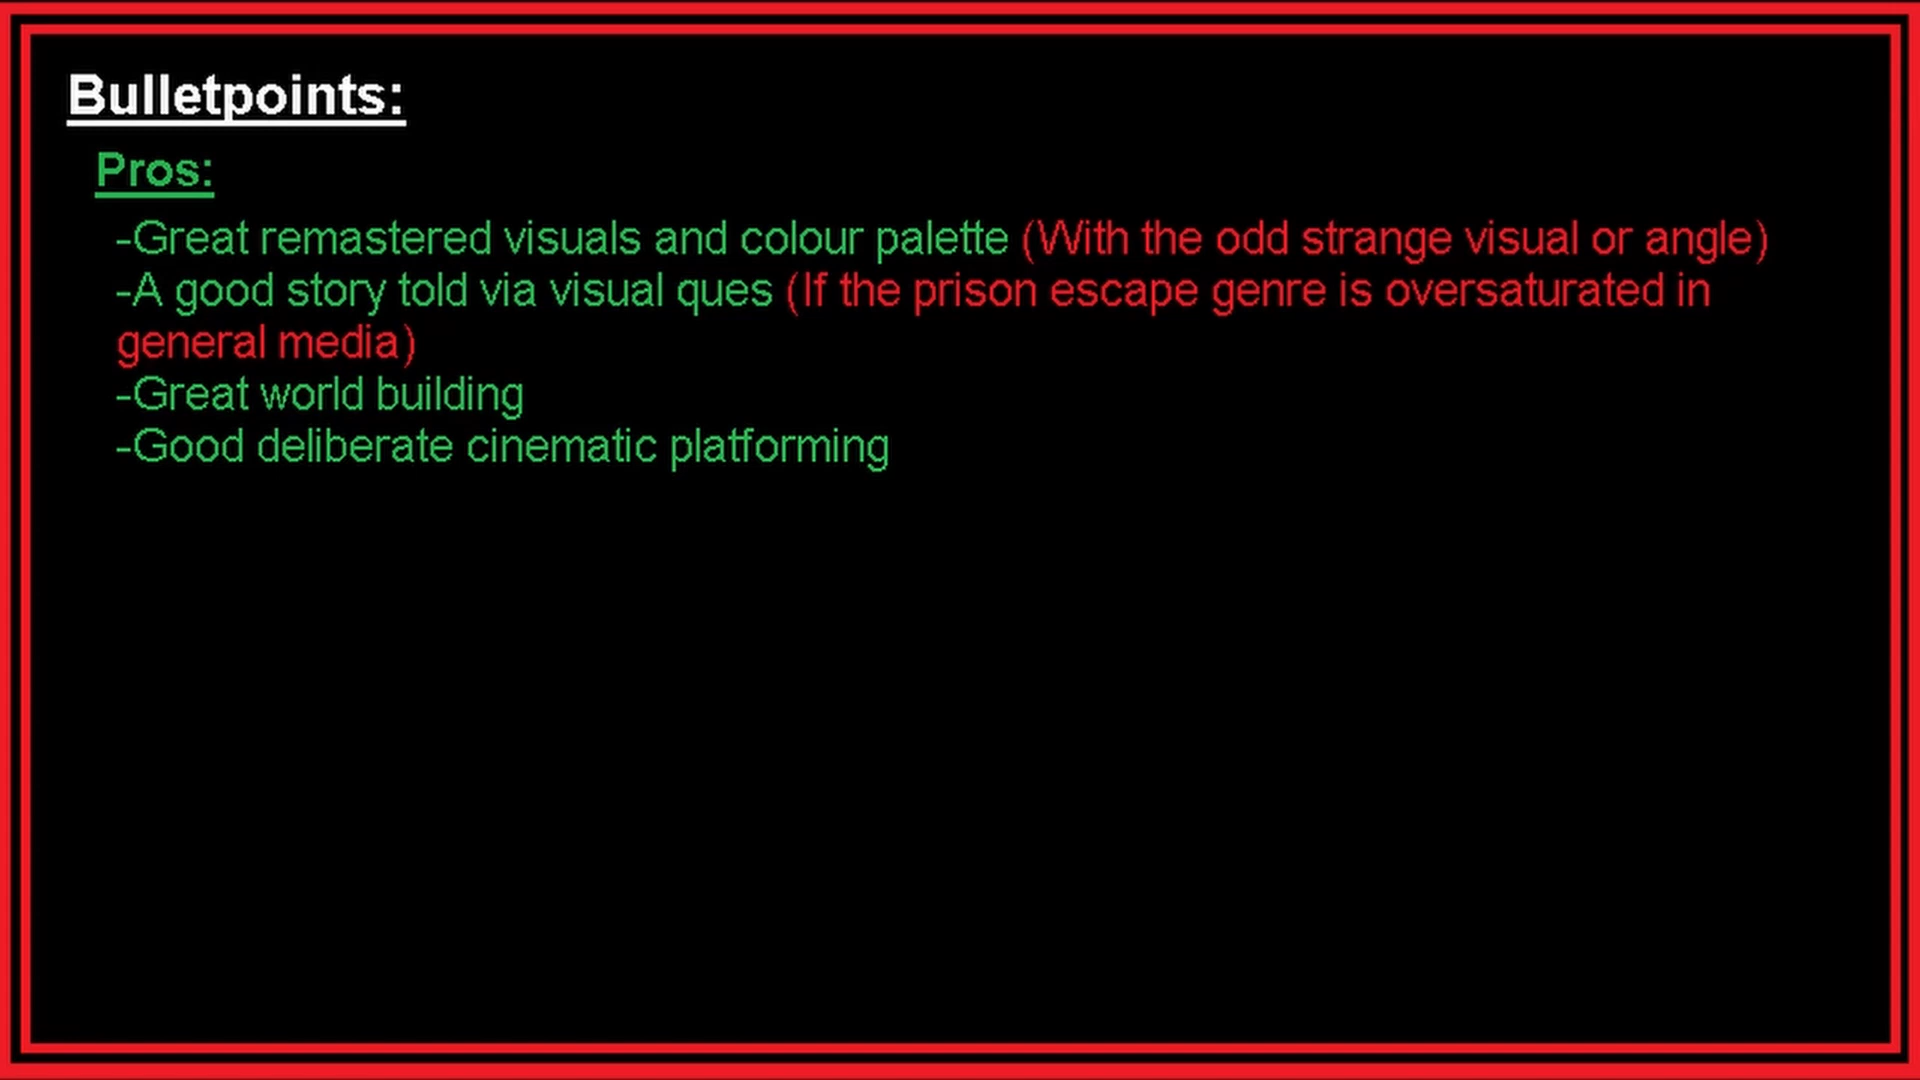 Bulletpoints:
Pros:
-Great remastered visuals and colour palette (With the odd strange visual or angle)
-A good story told via visual ques (If the prison escape genre is oversaturated in
general media)
-Great world building
-Good deliberate cinematic platforming